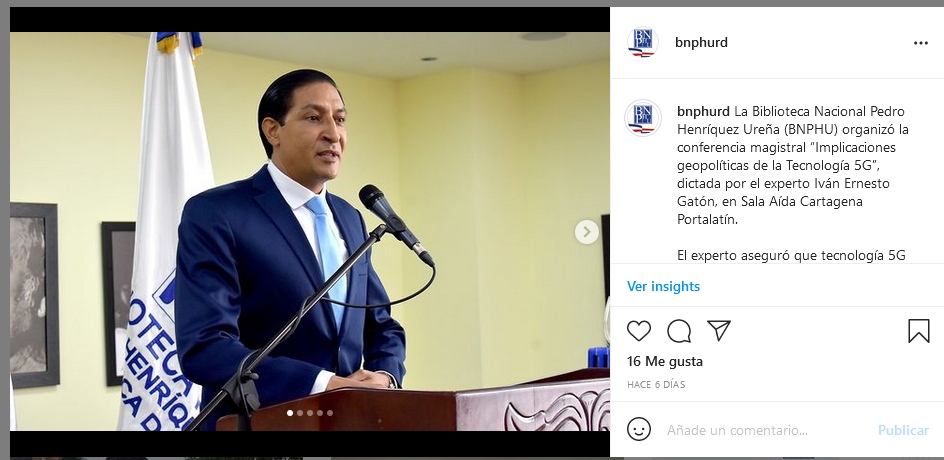 bnphurd
bnphurd La Biblioteca Nacional Pedro
Henríquez Ureña (BNPHU) organizó la
conferencia magistral “Implicaciones
geopolíticas de la Tecnología 5G”,
dictada por el experto Iván Ernesto
Gatón, en Sala Aída Cartagena
Portalatín.
El experto aseguró que tecnología 5G
Ver insights
16 Me gusta
HACE 6 DÍAS
Añade un comentario...
Publicar
OTECA
HENRÍQ
CA D
BN